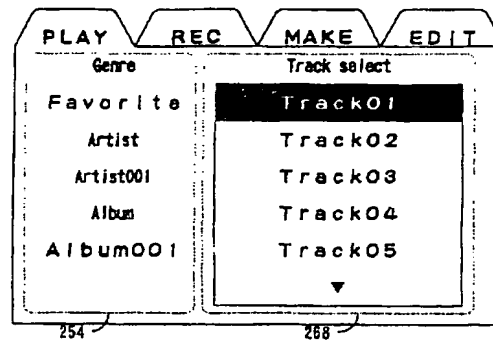 PLAY REC MAKE EDIT
Genre
Favorite
Artist
Artist001
Album
Album001
Track select
Track01
Track02
Track03
Track04
Track05
▼
254
268